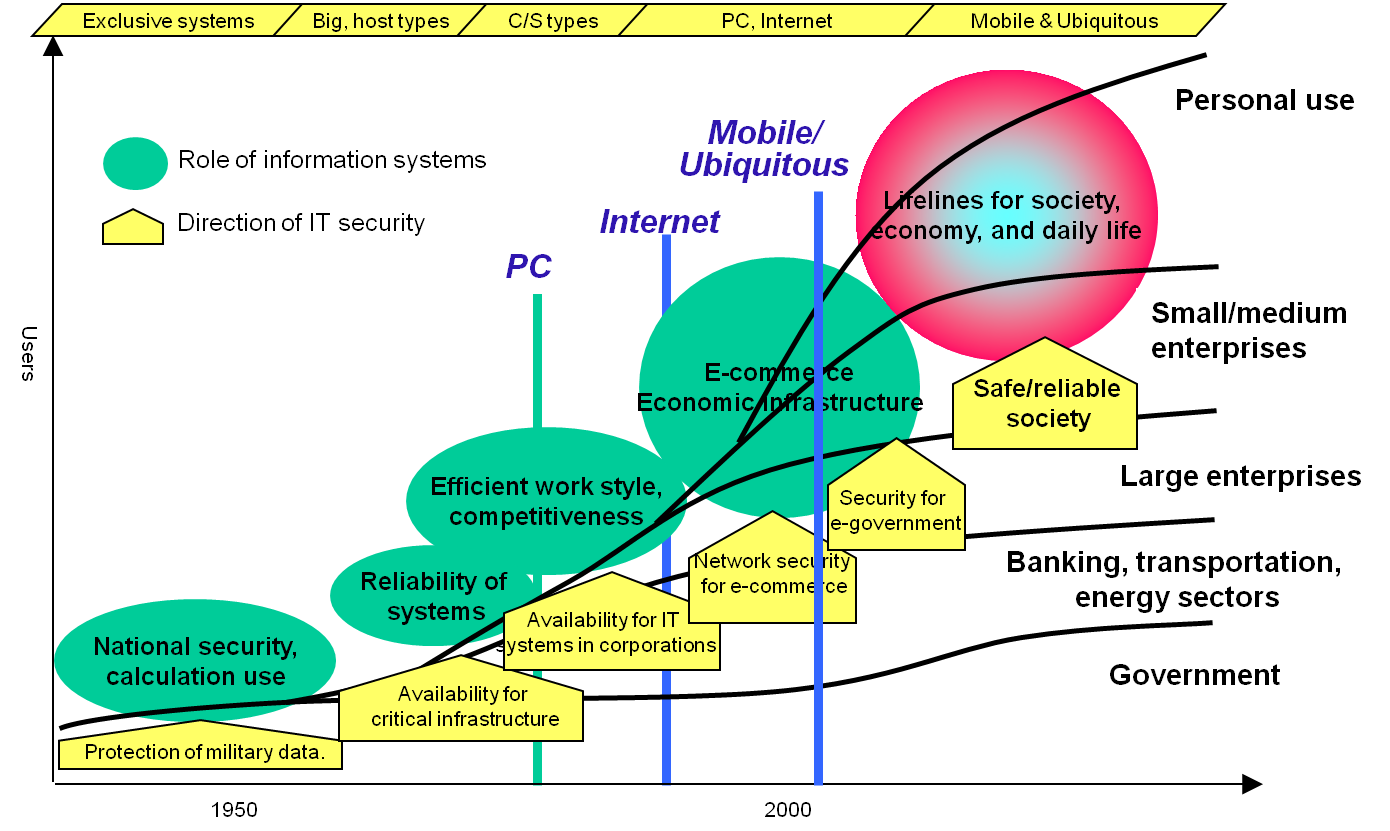 Exclusive systems
Big, host types
C/S types
PC, Internet
Mobile & Ubiquitous
Personal use
Mobile/
Ubiquitous
Role of information systems
Direction of IT security
Internet
PC
Lifelines for society,
economy, and daily life
Small/medium
enterprises
Users
E-commerce
Economic Infrastructure
Safe/reliable
society
Efficient work style,
competitiveness
Large enterprises
Security for
e-government
Reliability of
systems
Network security
for e-commerce
Banking, transportation,
energy sectors
Availability for IT
systems in corporations
National security,
calculation use
Government
Availability for
critical infrastructure
Protection of military data.
1950
2000